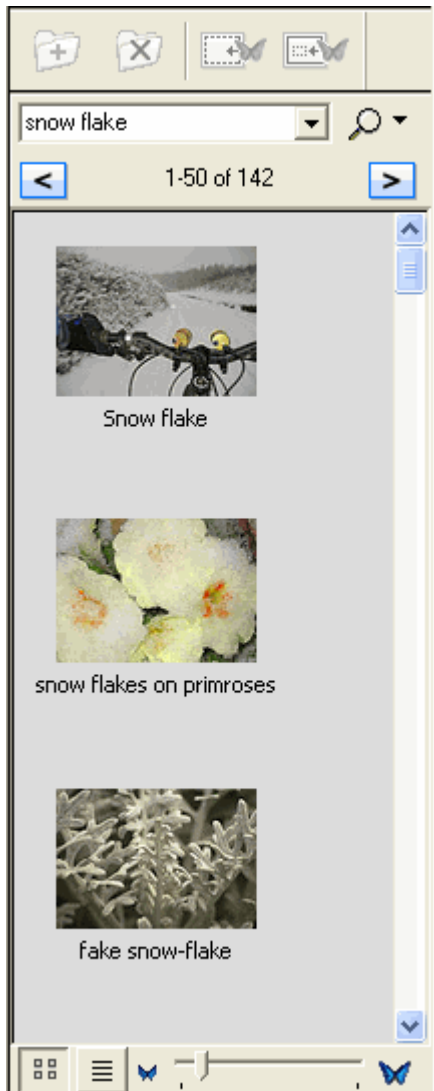 snow flake
<
1-50 of 142
>
Snow flake
snow flakes on primroses
fake snow-flake